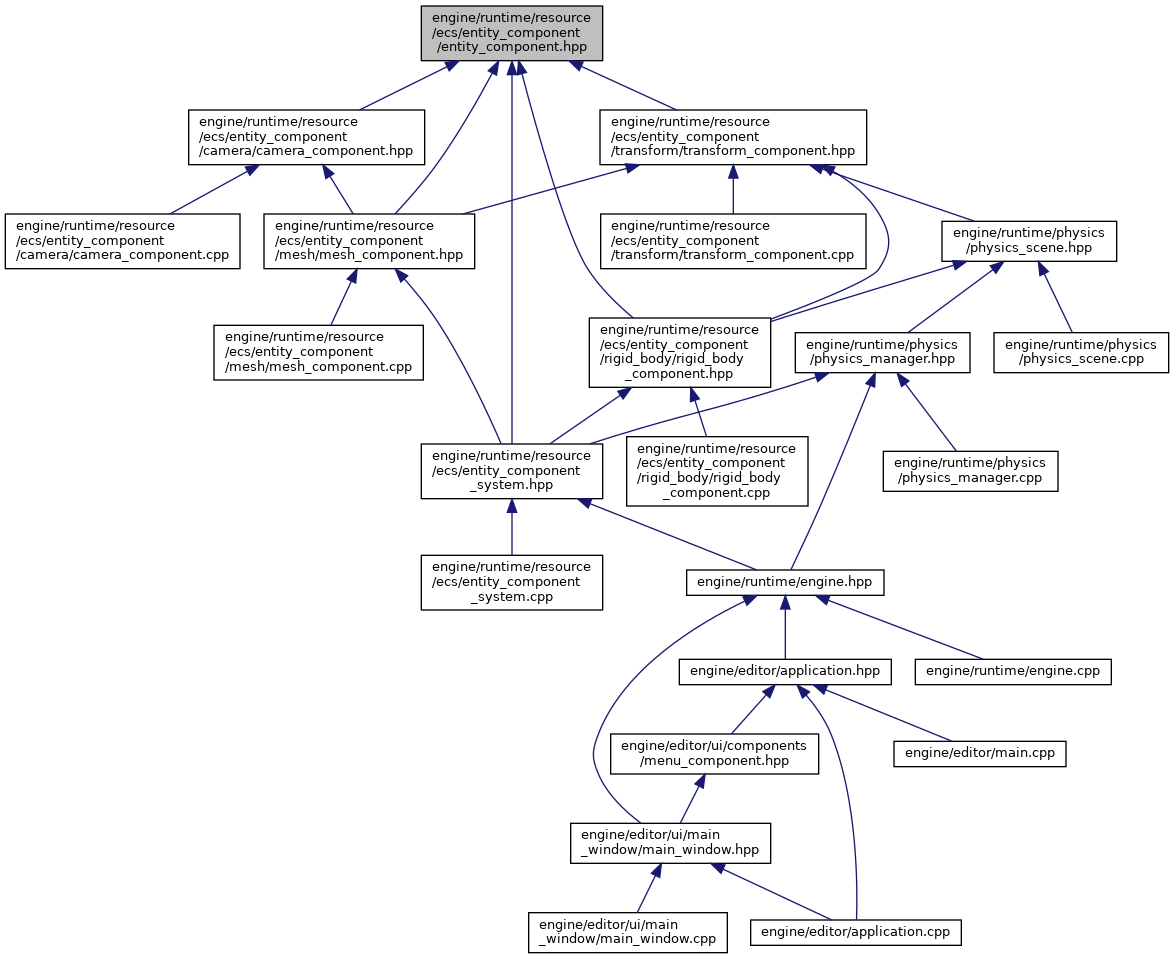 engine/runtime/resource
/ecs/entity_component
/entity_component.hpp
engine/runtime/resource
/ecs/entity_component
/camera/camera_component.hpp
engine/runtime/resource
/ecs/entity_component
/transform/transform_component.hpp
engine/runtime/resource
/ecs/entity_component
/camera/camera_component.cpp
engine/runtime/resource
/ecs/entity_component
/mesh/mesh_component.hpp
engine/runtime/resource
/ecs/entity_component
/transform/transform_component.cpp
engine/runtime/physics
/physics_scene.hpp
engine/runtime/resource
/ecs/entity_component
/mesh/mesh_component.cpp
engine/runtime/resource
/ecs/entity_component
/rigid_body/rigid_body
_component.hpp
engine/runtime/physics
/physics_manager.hpp
engine/runtime/physics
/physics_scene.cpp
engine/runtime/resource
/ecs/entity_component
_system.hpp
engine/runtime/resource
/ecs/entity_component
/rigid_body/rigid_body
_component.cpp
engine/runtime/physics
/physics_manager.cpp
engine/runtime/resource
/ecs/entity_component
_system.cpp
engine/runtime/engine.hpp
engine/editor/application.hpp
engine/runtime/engine.cpp
engine/editor/ui/components
/menu_component.hpp
engine/editor/main.cpp
engine/editor/ui/main
_window/main_window.hpp
engine/editor/ui/main
_window/main_window.cpp
engine/editor/application.cpp